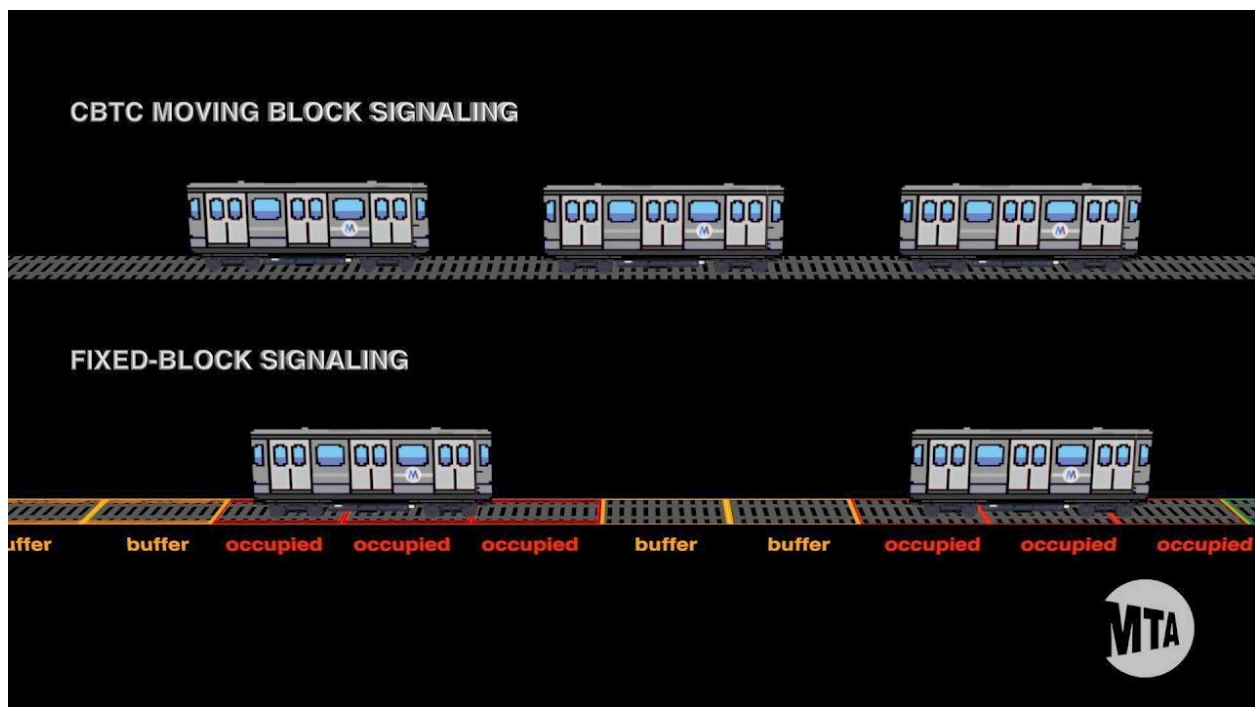 CBTC MOVING BLOCK SIGNALING
M M M
FIXED-BLOCK SIGNALING
M M
uffer buffer occupied occupied occupied buffer buffer occupied occupied occupied
MTA